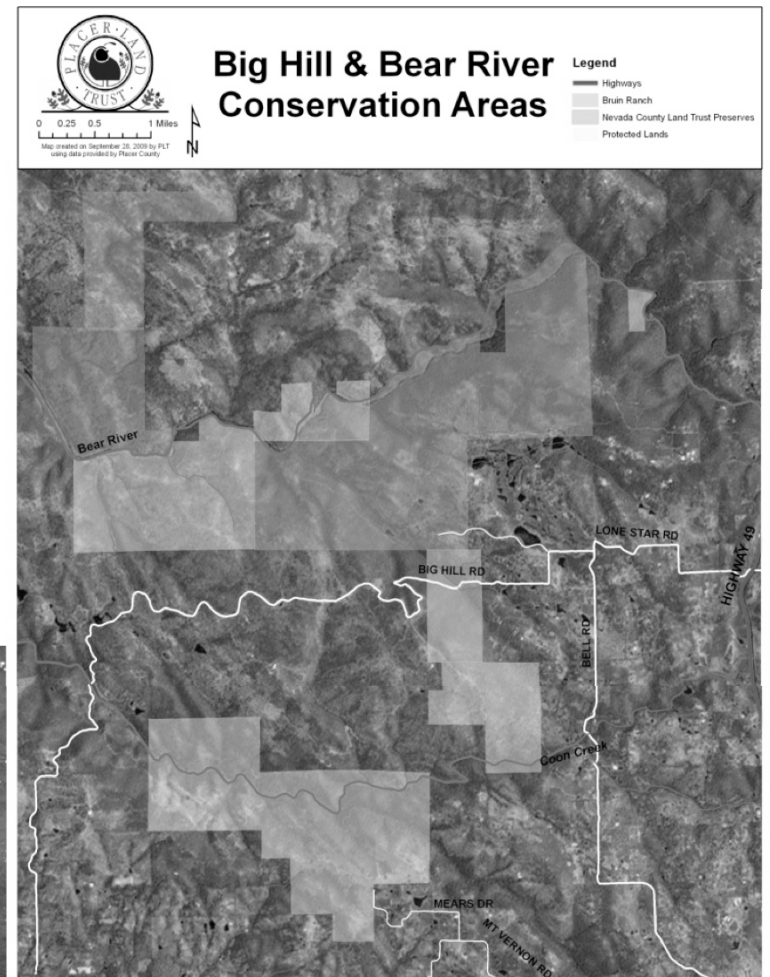 PLACER LAND TRUST
Big Hill & Bear River
Conservation Areas
Legend
Highways
Bruin Ranch
Nevada County Land Trust Preserves
Protected Lands
0 0.25 0.5 1 Miles
Map created on September 28, 2009 by PLT
using data provided by Placer County
N
Bear River
LONE STAR RD
HIGHWAY 49
BIG HILL RD
BELL RD
Coon Creek
MEARS DR
MT VERNON RD